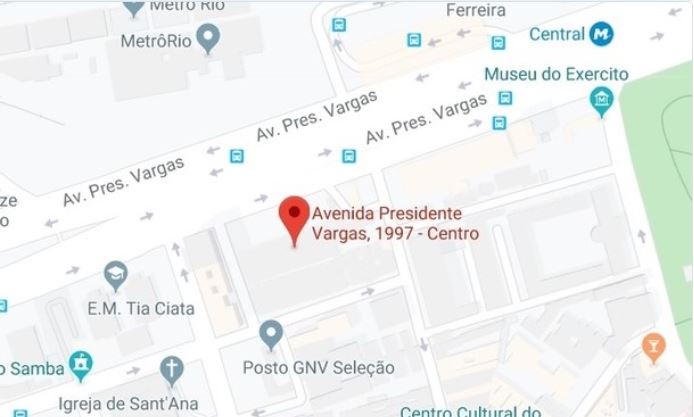 Metrô Rio
MetrôRio
Ferreira
Central
M
Museu do Exercito
Av. Pres. Vargas
Av. Pres. Vargas
Av. Pres. Vargas
ze
o
Avenida Presidente
Vargas, 1997 - Centro
E.M. Tia Ciata
Posto GNV Seleção
o Samba
Igreja de Sant'Ana
Centro Cultural do